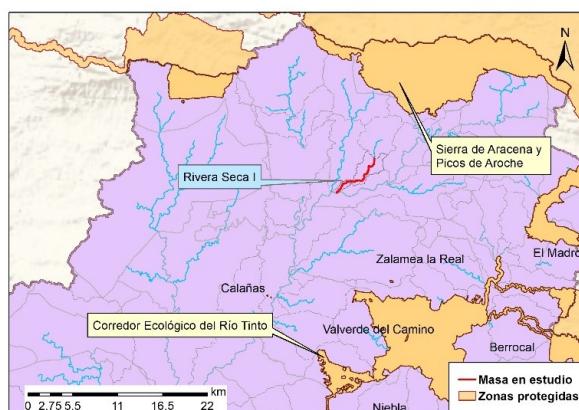 N
Sierra de Aracena y
Picos de Aroche
Rivera Seca I
El Madro
Zalamea la Real
Calañas
Corredor Ecológico del Río Tinto
Valverde del Camino
Berrocal
Niebla
km
0 2.75 5.5 11 16.5 22
Masa en estudio
Zonas protegidas